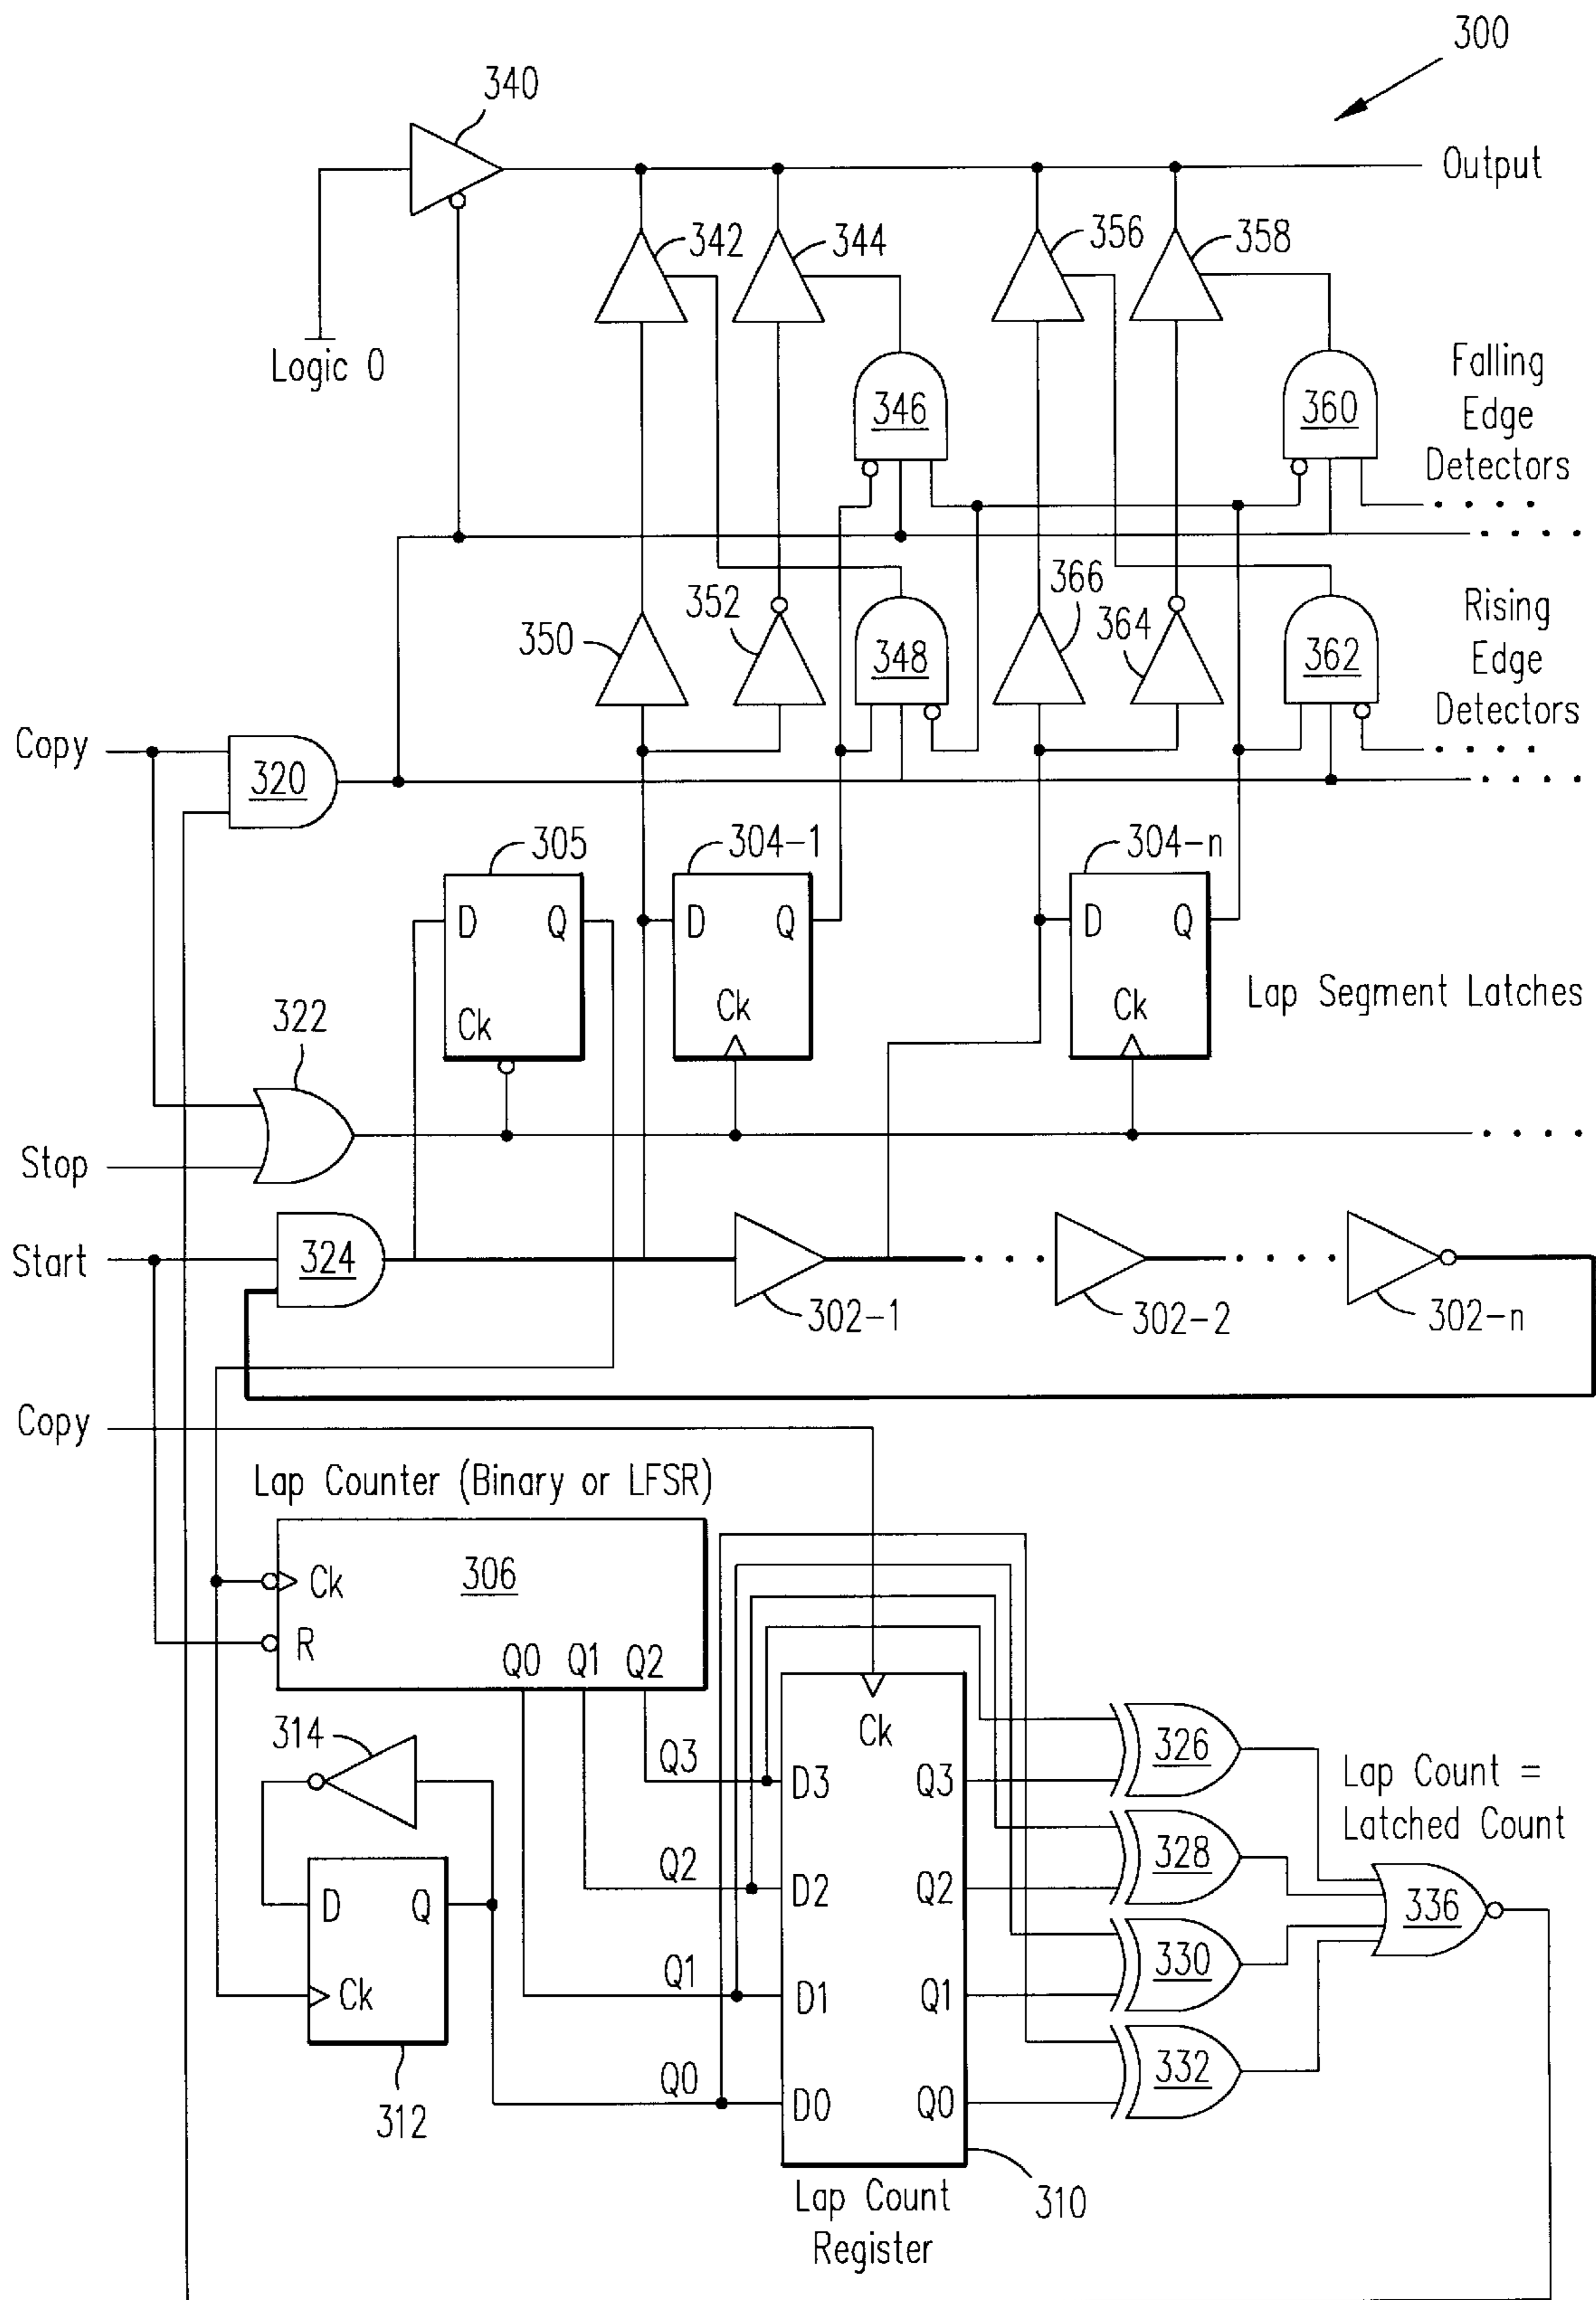 300
340
Output
342
344
356
358
Logic 0
346
360
Falling
Edge
Detectors
350
352
348
366
364
362
Rising
Edge
Detectors
Copy
320
305
304-1
304-n
D Q
D Q
D Q
Ck
Ck
Ck
Lap Segment Latches
322
Stop
Start
324
302-1
302-2
302-n
Copy
Lap Counter (Binary or LFSR)
306
Ck
R
Q0 Q1 Q2
314
Ck
Q3
D3
Q3
326
Lap Count =
Latched Count
Q2
D2
Q2
328
336
D Q
Q1
D1
Q1
330
Ck
Q0
D0
Q0
332
312
310
Lap Count
Register